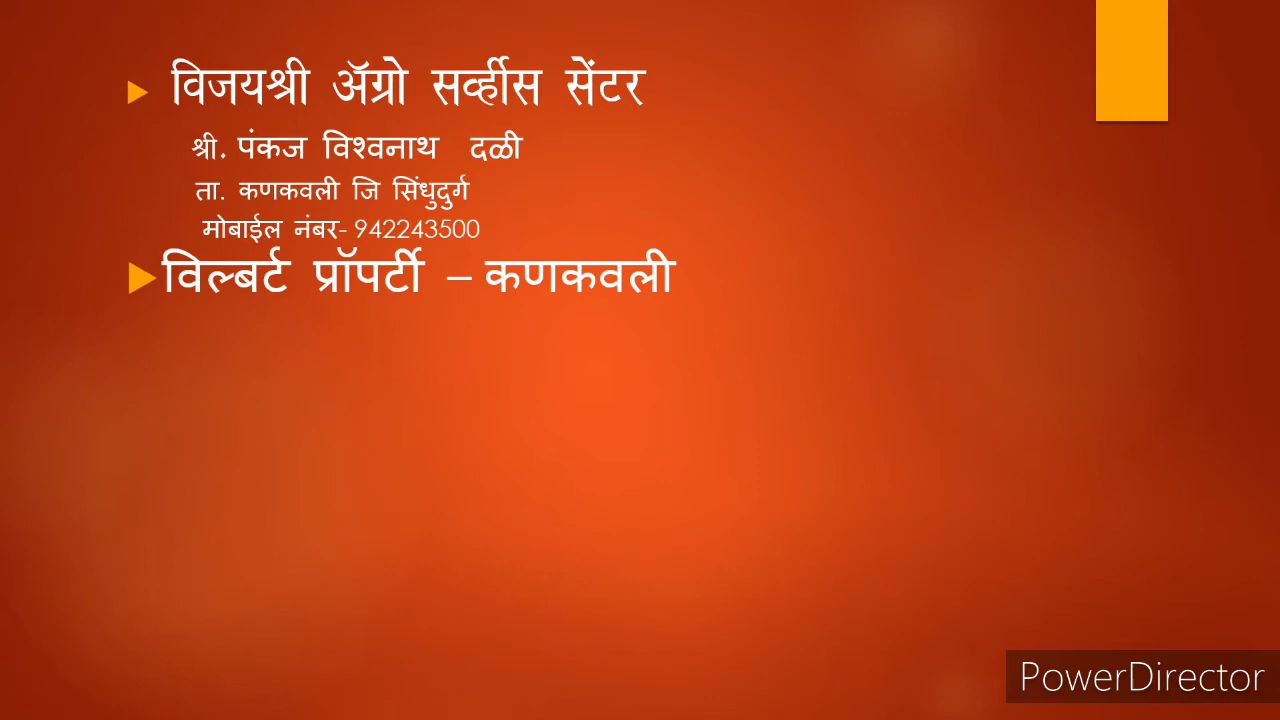 विजयश्री ॲग्रो सर्व्हीस सेंटर
श्री. पंकज विश्वनाथ दळी
ता. कणकवली जि सिंधुदुर्ग
मोबाईल नंबर- 942243500
विल्बर्ट प्रॉपर्टी – कणकवली
PowerDirector